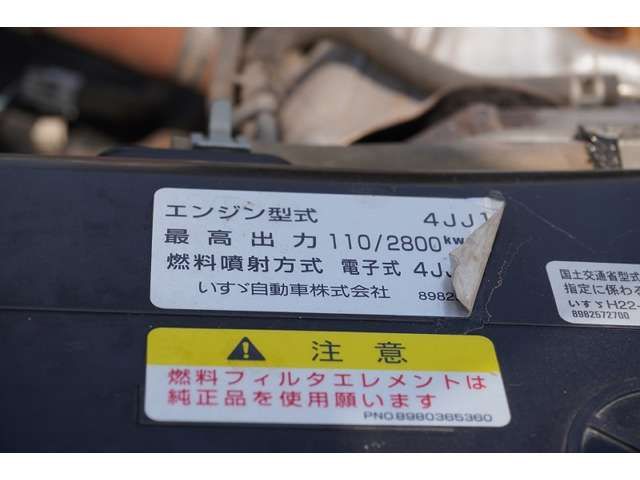 エンジン型式 4JJ1
最高出力 110/2800kw
燃料噴射方式 電子式 4JJ
いすゞ自動車株式会社 8982
国土交通省型式
指定に係わる
いすゞH22-
8982572700
⚠ 注意
燃料フィルタエレメントは
純正品を使用願います
PNO.8980365360